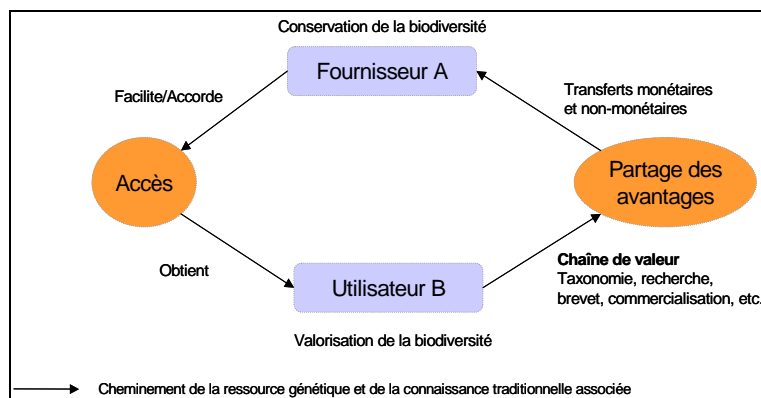 Conservation de la biodiversité
Fournisseur A
Facilite/Accorde
Transferts monétaires
et non-monétaires
Accès
Partage des
avantages
Obtient
Chaîne de valeur
Taxonomie, recherche,
brevet, commercialisation, etc.
Utilisateur B
Valorisation de la biodiversité
Cheminement de la ressource génétique et de la connaissance traditionnelle associée